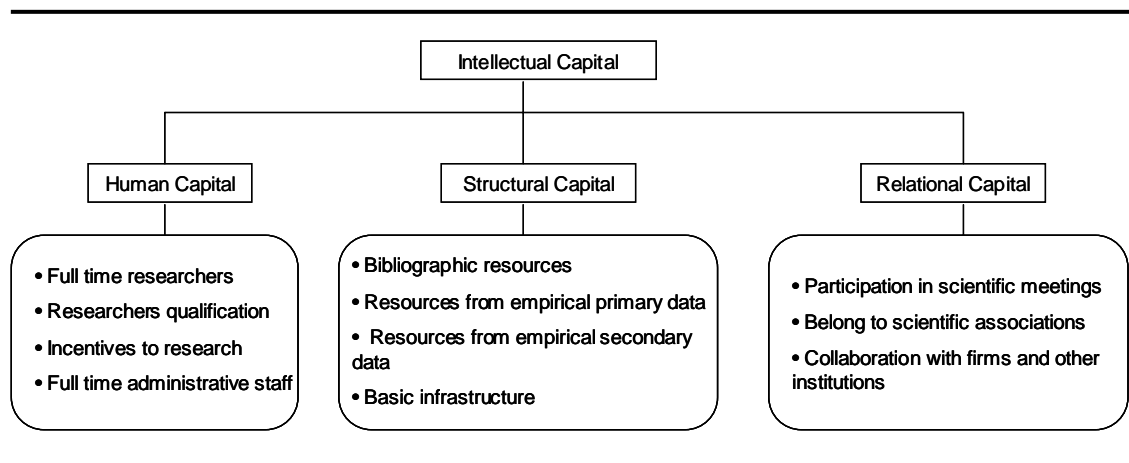 Intellectual Capital
Human Capital
Structural Capital
Relational Capital
• Full time researchers
• Researchers qualification
• Incentives to research
• Full time administrative staff
• Bibliographic resources
• Resources from empirical primary data
• Resources from empirical secondary
data
• Basic infrastructure
• Participation in scientific meetings
• Belong to scientific associations
• Collaboration with firms and other
institutions